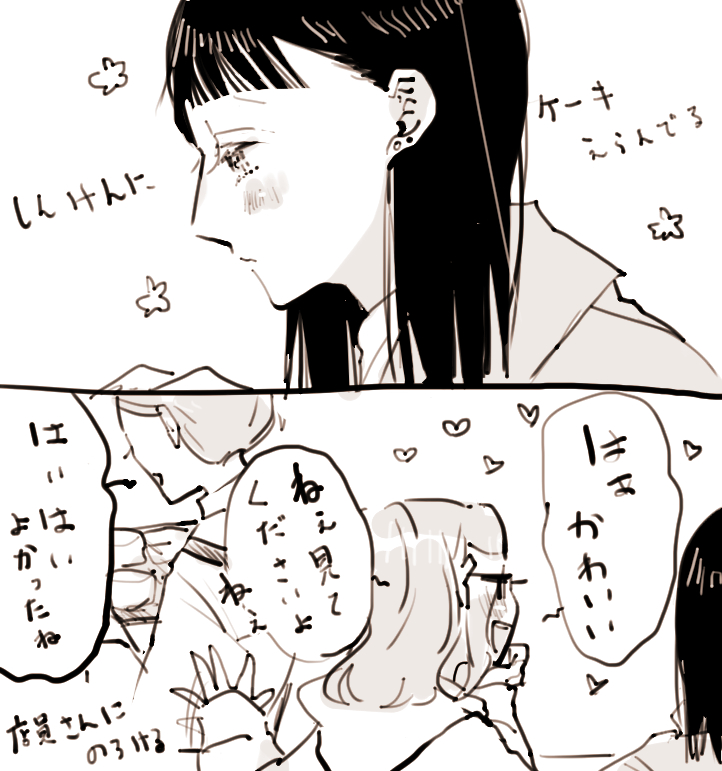 ケーキ
えらんでる
しんけんに
はぁ
かわいい
ねぇ見て
くださいよ
ねぇ
はい
はい
よかったね
店員さんに
のろける